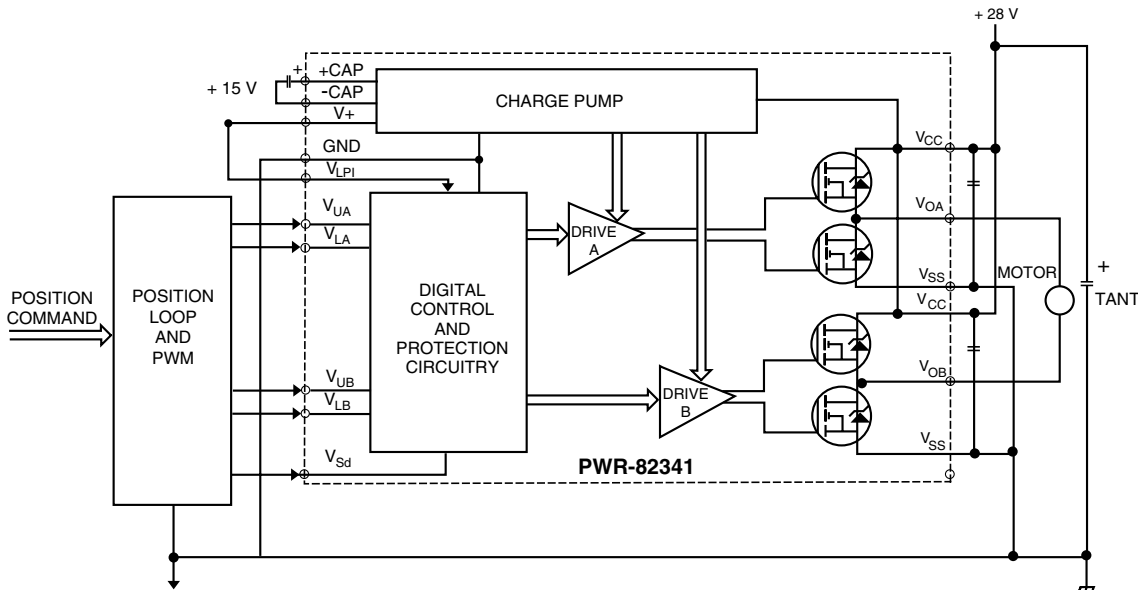 + 28 V
+ +CAP
+ 15 V
-CAP
V+
CHARGE PUMP
GND
VLPI
VCC
VUA
VOA
VLA
DRIVE
A
VSS
MOTOR
+
TANT
POSITION
COMMAND
POSITION
LOOP
AND
PWM
DIGITAL
CONTROL
AND
PROTECTION
CIRCUITRY
VCC
VUB
VOB
VLB
DRIVE
B
VSS
VSd
PWR-82341